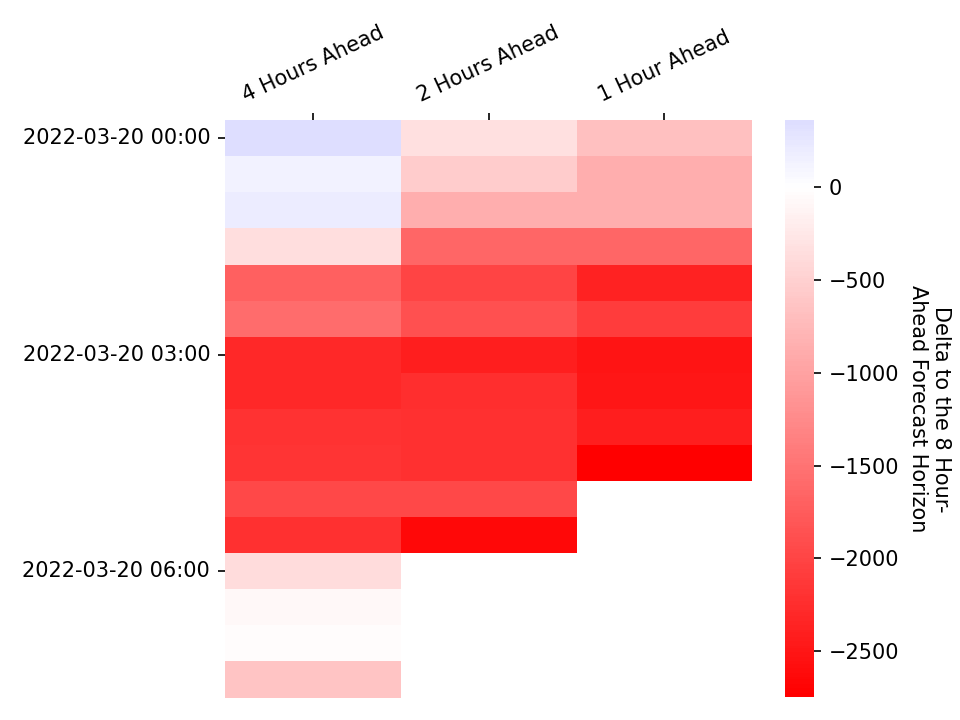 4 Hours Ahead
2 Hours Ahead
1 Hour Ahead
2022-03-20 00:00
2022-03-20 03:00
2022-03-20 06:00
0
−500
−1000
−1500
−2000
−2500
Delta to the 8 Hour-
Ahead Forecast Horizon